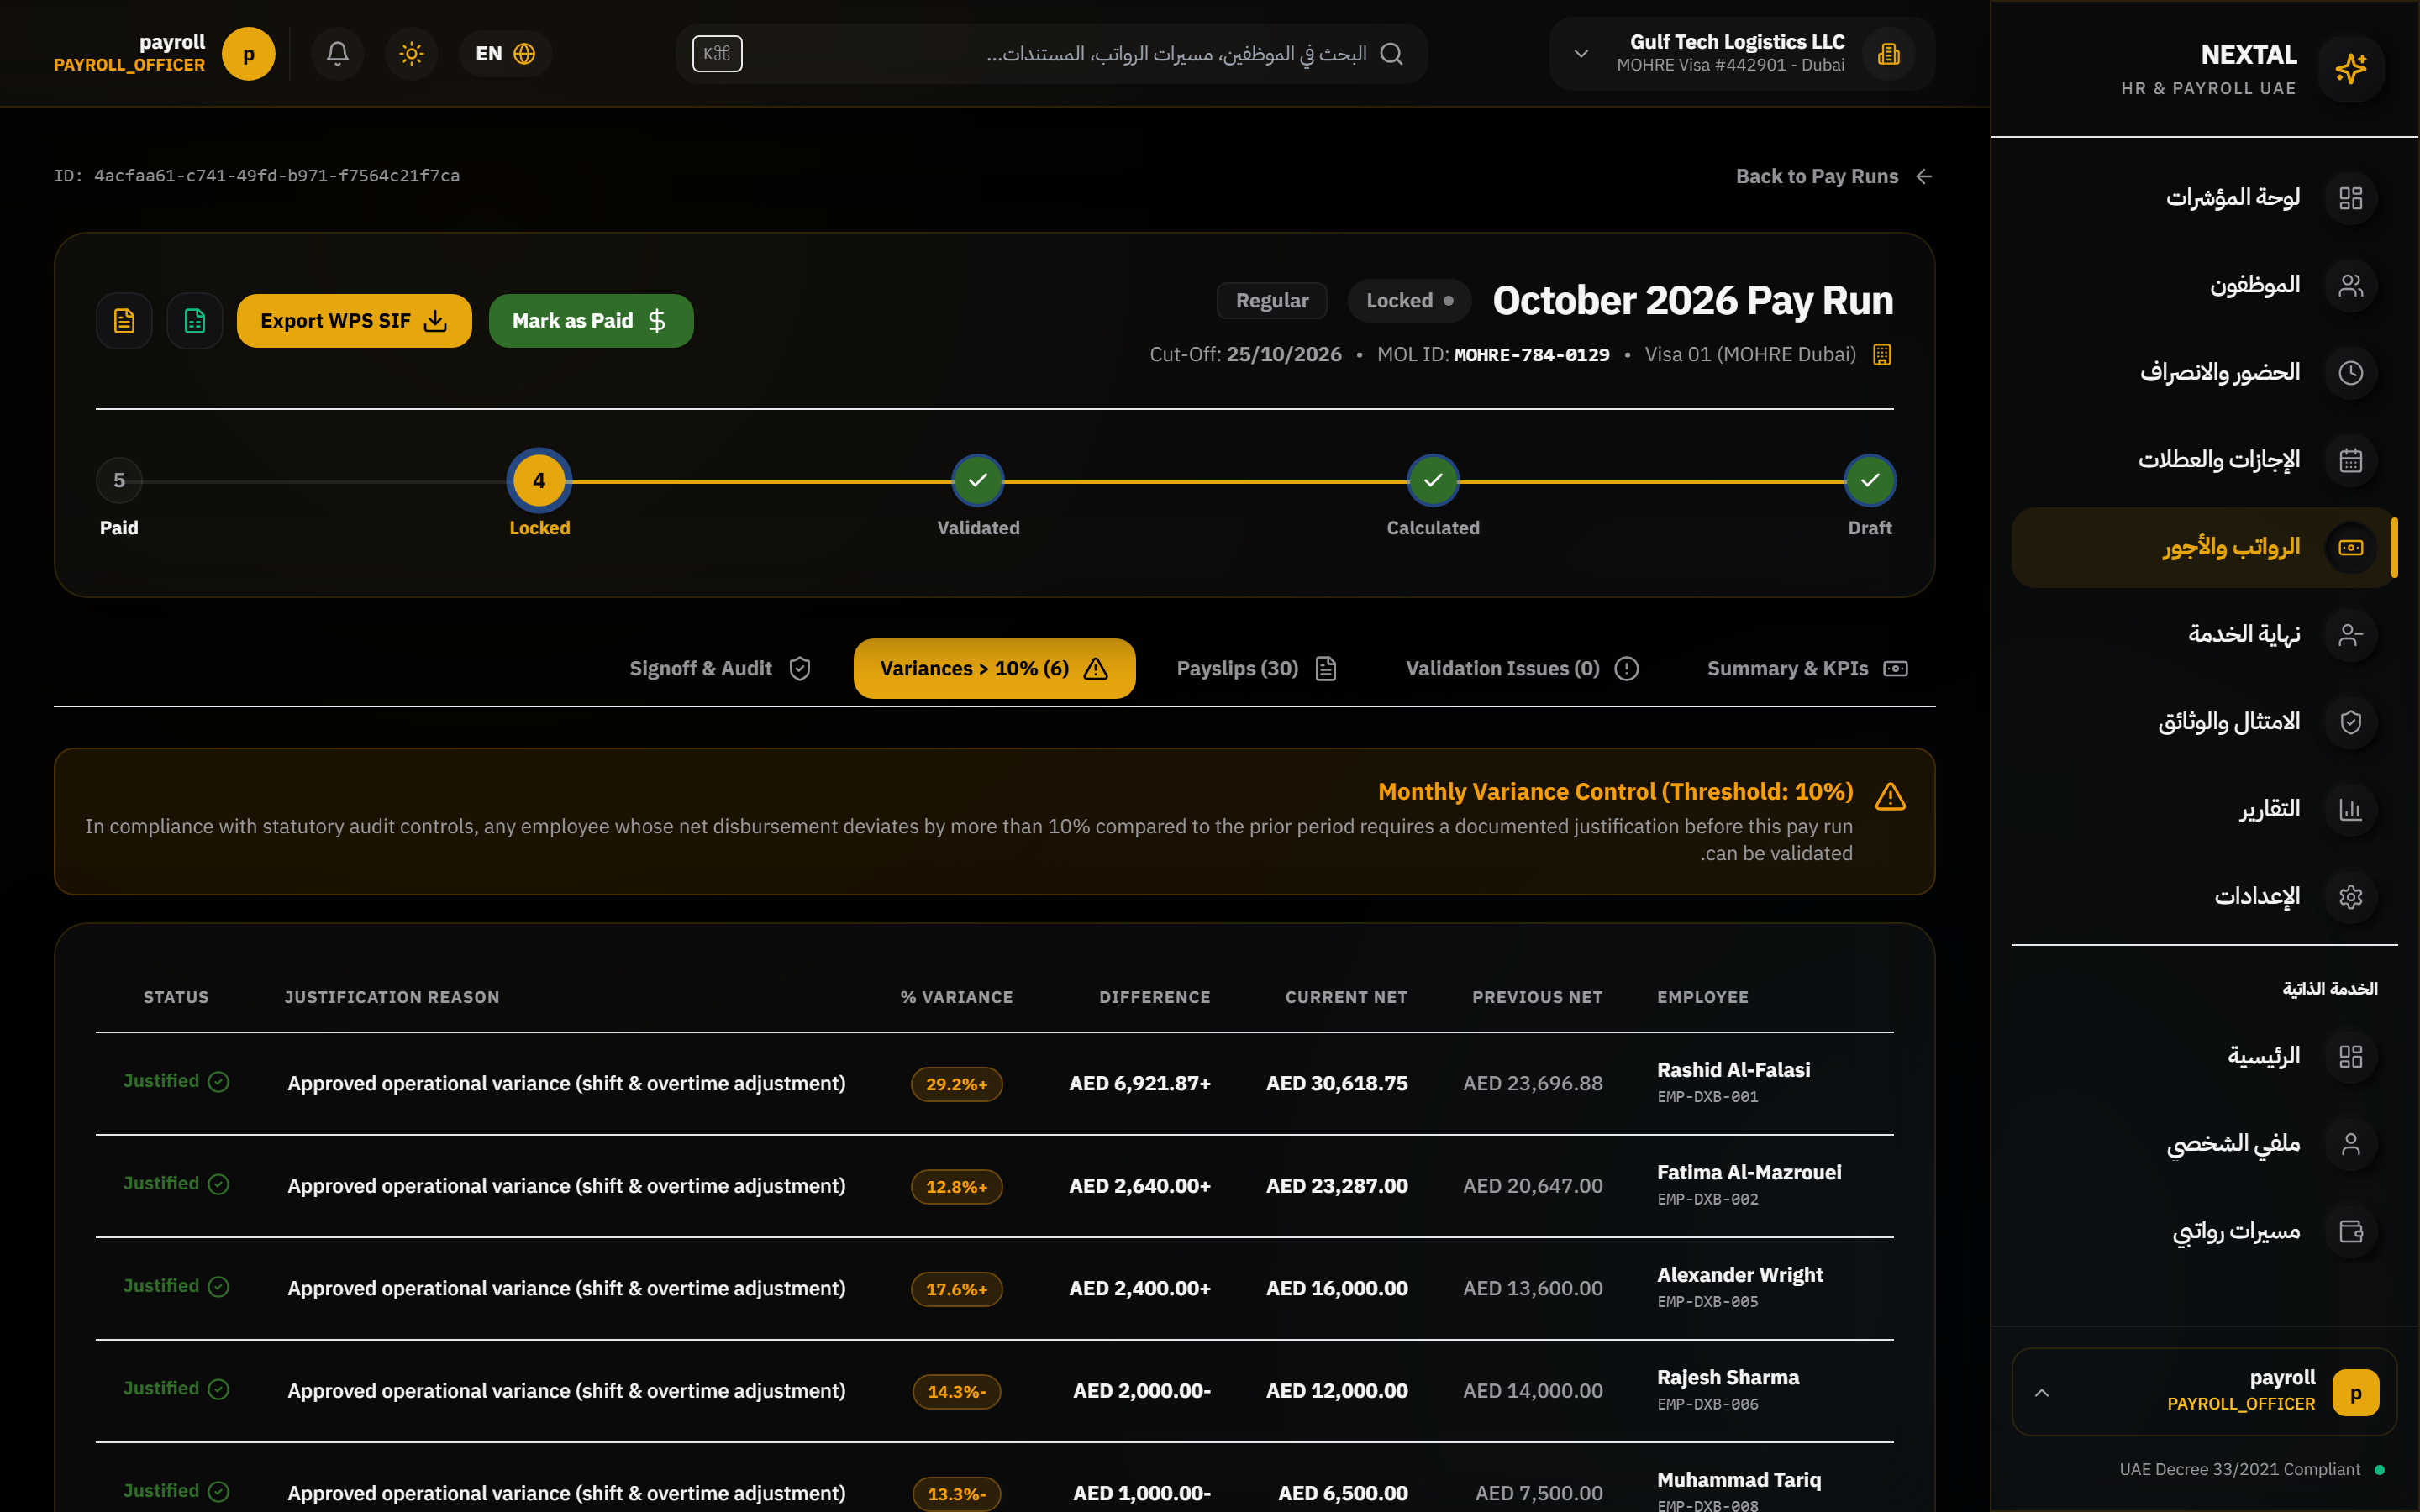 NEXTAL
HR & PAYROLL UAE
لوحة المؤشرات
الموظفون
الحضور والانصراف
الإجازات والعطلات
الرواتب والأجور
نهاية الخدمة
الامتثال والوثائق
التقارير
الإعدادات
الخدمة الذاتية
الرئيسية
ملفي الشخصي
مسيرات رواتبي
p
payroll
PAYROLL_OFFICER
UAE Decree 33/2021 Compliant
Gulf Tech Logistics LLC
MOHRE Visa #442901 - Dubai
البحث في الموظفين، مسيرات الرواتب، المستندات...
K⌘
EN
p
payroll
PAYROLL_OFFICER
Back to Pay Runs
ID: 4acfaa61-c741-49fd-b971-f7564c21f7ca
October 2026 Pay Run
Locked
Regular
Visa 01 (MOHRE Dubai) • MOL ID: MOHRE-784-0129 • Cut-Off: 25/10/2026
Mark as Paid
Export WPS SIF
Draft
Calculated
Validated
4
Locked
5
Paid
Summary & KPIs
Validation Issues (0)
Payslips (30)
Variances > 10% (6)
Signoff & Audit
Monthly Variance Control (Threshold: 10%)
In compliance with statutory audit controls, any employee whose net disbursement deviates by more than 10% compared to the prior period requires a documented justification before this pay run
.can be validated
EMPLOYEE PREVIOUS NET CURRENT NET DIFFERENCE % VARIANCE JUSTIFICATION REASON STATUS
Rashid Al-Falasi
EMP-DXB-001
AED 23,696.88 AED 30,618.75 AED 6,921.87+ 29.2%+ Approved operational variance (shift & overtime adjustment) Justified
Fatima Al-Mazrouei
EMP-DXB-002
AED 20,647.00 AED 23,287.00 AED 2,640.00+ 12.8%+ Approved operational variance (shift & overtime adjustment) Justified
Alexander Wright
EMP-DXB-005
AED 13,600.00 AED 16,000.00 AED 2,400.00+ 17.6%+ Approved operational variance (shift & overtime adjustment) Justified
Rajesh Sharma
EMP-DXB-006
AED 14,000.00 AED 12,000.00 AED 2,000.00- 14.3%- Approved operational variance (shift & overtime adjustment) Justified
Muhammad Tariq
EMP-DXB-008
AED 7,500.00 AED 6,500.00 AED 1,000.00- 13.3%- Approved operational variance (shift & overtime adjustment) Justified